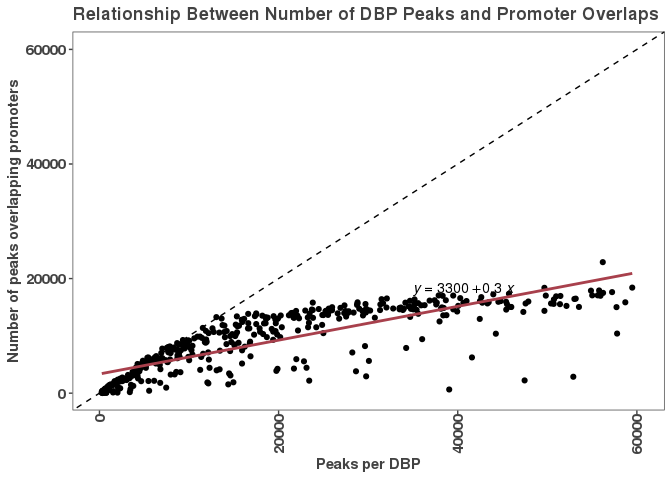 Relationship Between Number of DBP Peaks and Promoter Overlaps
Number of peaks overlapping promoters
60000
40000
20000
0
y = 3300 +0.3 x
0
20000
40000
60000
Peaks per DBP